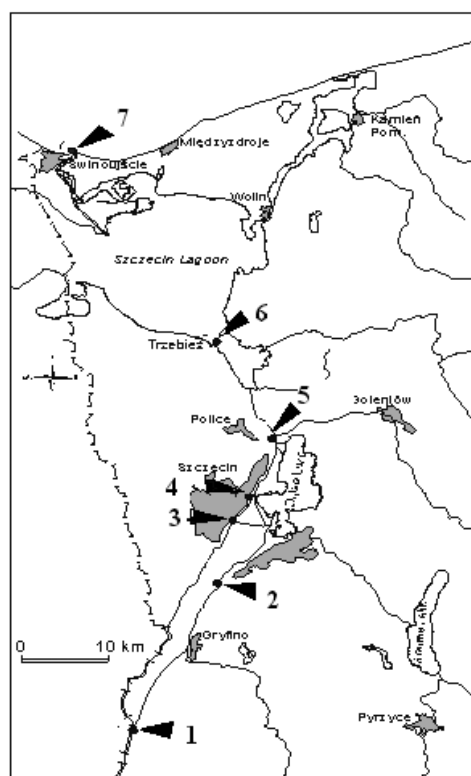 7
Międzyzdroje
Kamień
Pom.
Świnoujście
Wolin
Szczecin Lagoon
6
Trzebież
5
Police
Goleniów
Szczecin
4
3
2
Gryfino
0 10 km
1
Pyrzyce